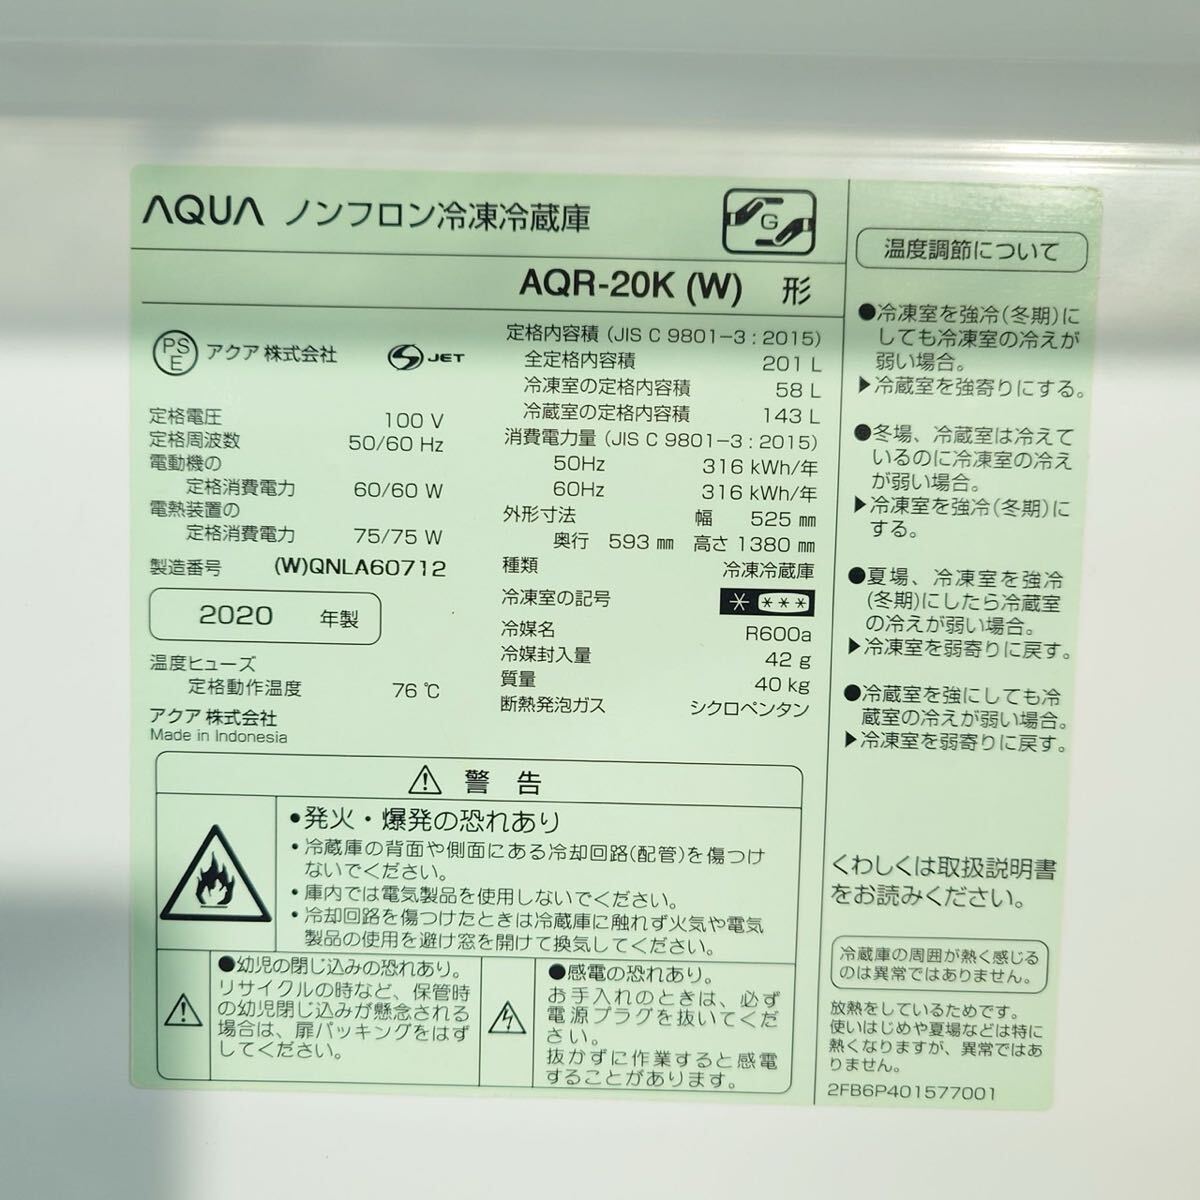 AQUA ノンフロン冷凍冷蔵庫
G
AQR-20K (W) 形
PS
E
アクア 株式会社
S JET
定格電圧 100 V
定格周波数 50/60 Hz
電動機の
定格消費電力 60/60 W
電熱装置の
定格消費電力 75/75 W
製造番号 (W)QNLA60712
2020 年製
温度ヒューズ
定格動作温度 76 ℃
アクア 株式会社
Made in Indonesia
定格内容積 (JIS C 9801-3 : 2015)
全定格内容積 201 L
冷凍室の定格内容積 58 L
冷蔵室の定格内容積 143 L
消費電力量 (JIS C 9801-3 : 2015)
50Hz 316 kWh/年
60Hz 316 kWh/年
外形寸法 幅 525 ㎜
奥行 593 ㎜ 高さ 1380 ㎜
種類 冷凍冷蔵庫
冷凍室の記号 * ***
冷媒名 R600a
冷媒封入量 42 g
質量 40 kg
断熱発泡ガス シクロペンタン
⚠ 警 告
•発火・爆発の恐れあり
・冷蔵庫の背面や側面にある冷却回路(配管)を傷つけ
ないでください。
・庫内では電気製品を使用しないでください。
・冷却回路を傷つけたときは冷蔵庫に触れず火気や電気
製品の使用を避け窓を開けて換気してください。
●幼児の閉じ込みの恐れあり。
リサイクルの時など、保管時
の幼児閉じ込みが懸念される
場合は、扉パッキングをはず
してください。
●感電の恐れあり。
お手入れのときは、必ず
電源プラグを抜いてくだ
さい。
抜かずに作業すると感電
することがあります。
温度調節について
●冷凍室を強冷(冬期)に
しても冷凍室の冷えが
弱い場合。
▶冷蔵室を強寄りにする。
●冬場、冷蔵室は冷えて
いるのに冷凍室の冷え
が弱い場合。
▶冷凍室を強冷(冬期)に
する。
●夏場、冷凍室を強冷
(冬期)にしたら冷蔵室
の冷えが弱い場合。
▶冷凍室を弱寄りに戻す。
●冷蔵室を強にしても冷
蔵室の冷えが弱い場合。
▶冷凍室を弱寄りに戻す。
くわしくは取扱説明書
をお読みください。
冷蔵庫の周囲が熱く感じる
のは異常ではありません。
放熱をしているためです。
使いはじめや夏場などは特に
熱くなりますが、異常ではあ
りません。
2FB6P401577001